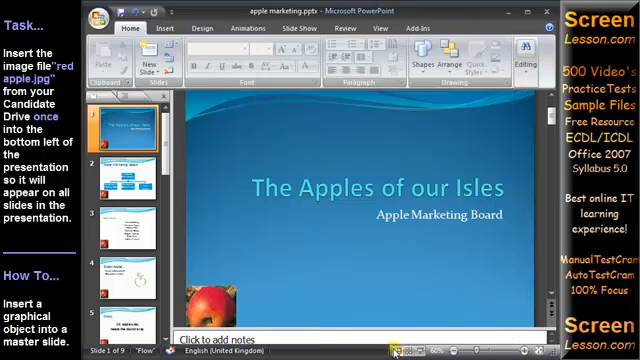 Task...
Insert the
image file"red
apple.jpg"
from your
Candidate
Drive once
into the
bottom left of
the
presentation
so it will
appear on all
slides in the
presentation.
How To...
Insert a
graphical
object into a
master slide.
apple marketing.pptx - Microsoft PowerPoint
Home
Insert
Design
Animations
Slide Show
Review
View
Add-Ins
Paste
New
Slide
Shapes
Arrange
Editing
Clipboard
Slides
Font
Paragraph
Drawing
1
2
3
4
5
The Apples of our Isles
Apple Marketing Board
Click to add notes
Slide 1 of 9
"Flow"
English (United Kingdom)
60%
Screen
Lesson.com
500 Video's
PracticeTests
Sample Files
Free Resource
ECDL/ICDL
Office 2007
Syllabus 5.0
Best online IT
learning
experience!
ManualTestCram
AutoTestCram
100% Focus
Screen
Lesson.com